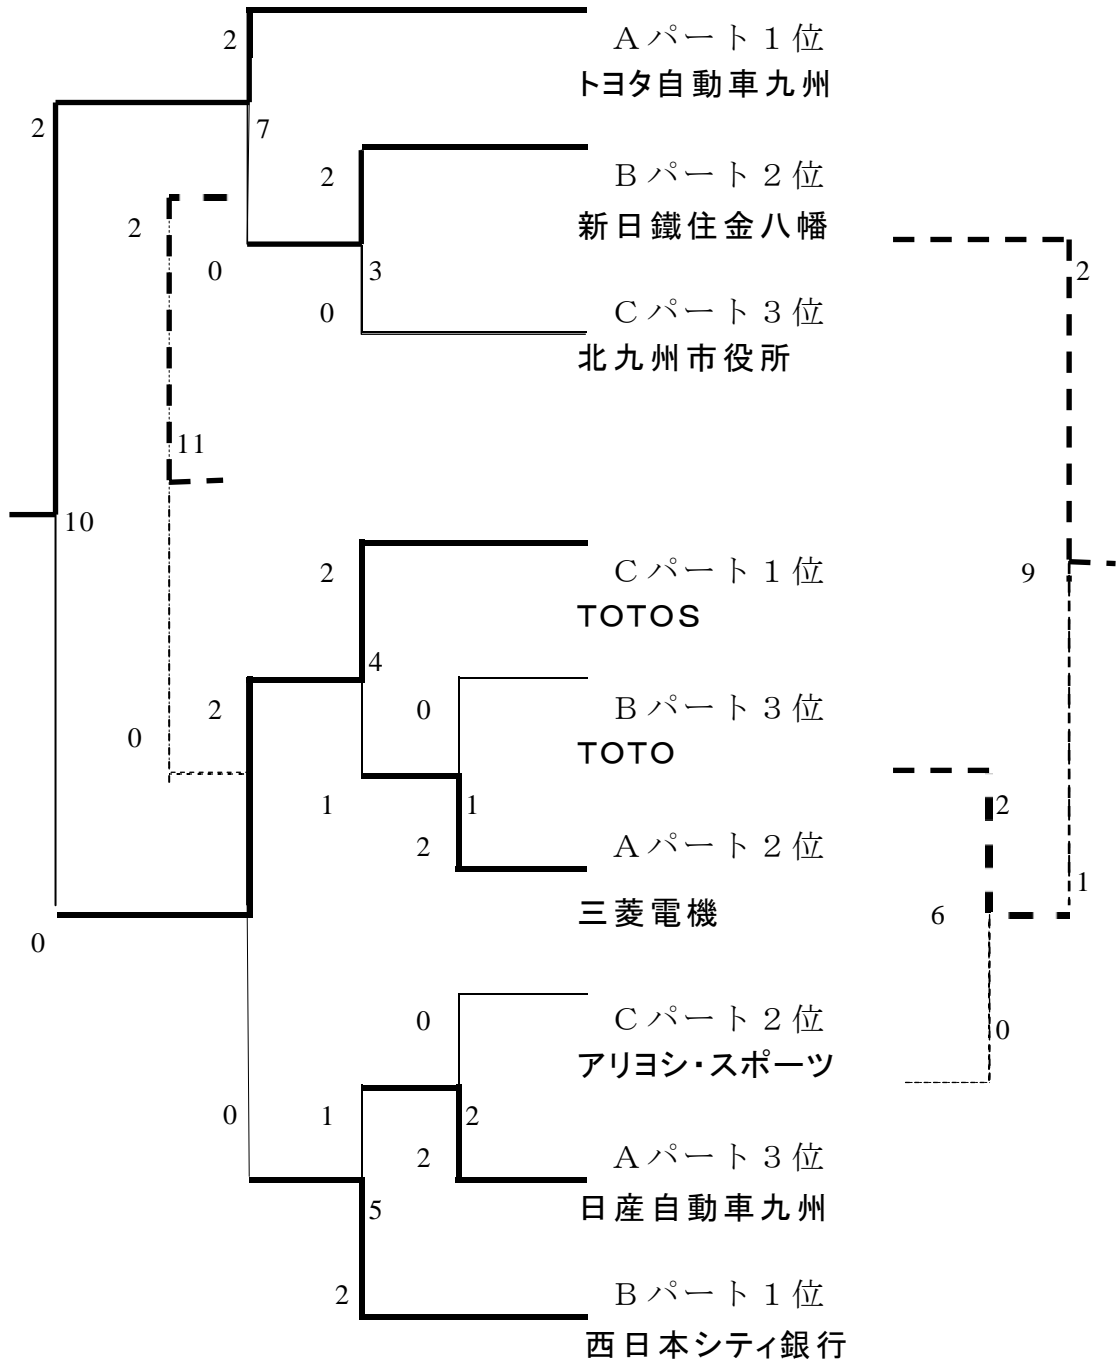 2
Aパート1位
トヨタ自動車九州
2
7
2
Bパート2位
2
新日鐵住金八幡
0
3
2
0
Cパート3位
北九州市役所
11
10
2
Cパート1位
9
TOTOS
4
2
0
Bパート3位
0
TOTO
1
1
2
2
Aパート2位
1
三菱電機
6
0
0
Cパート2位
0
アリヨシ・スポーツ
0
1
2
2
Aパート3位
日産自動車九州
5
2
Bパート1位
西日本シティ銀行